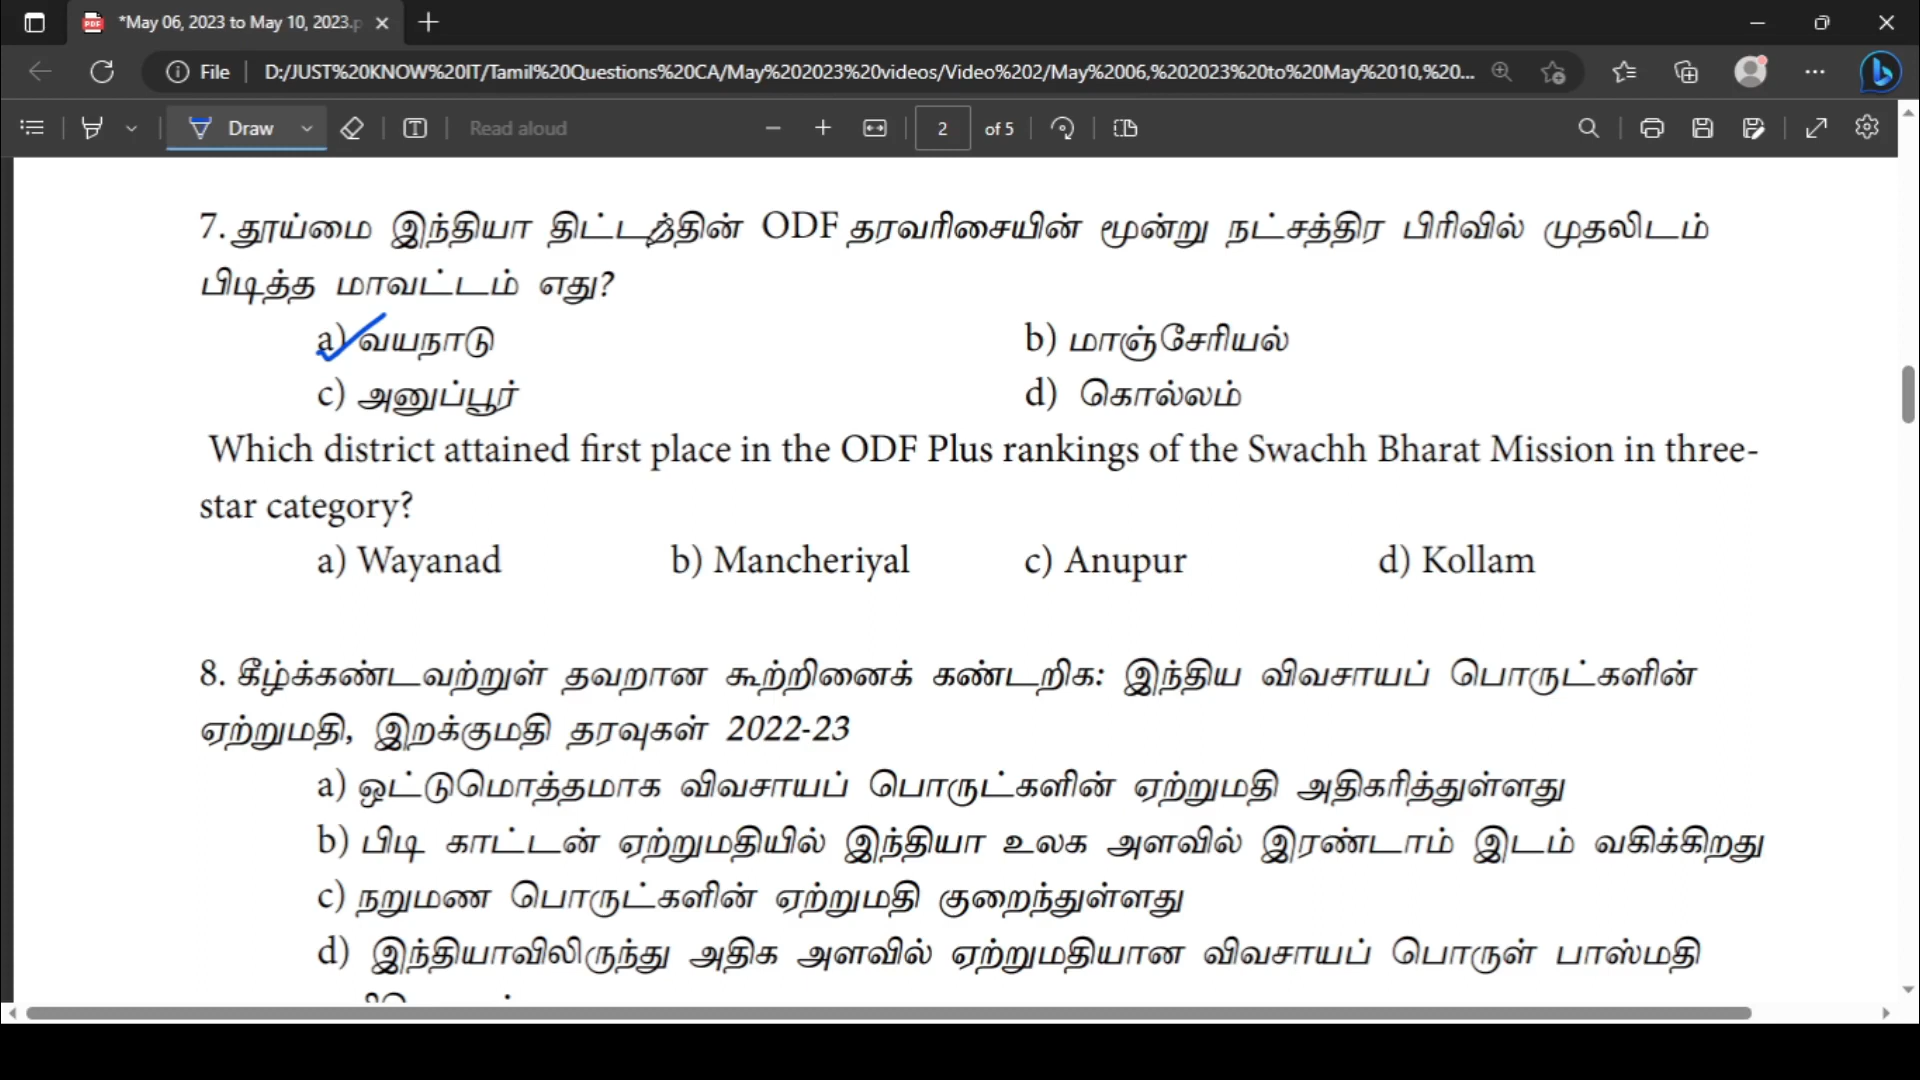 *May 06, 2023 to May 10, 2023.p
File
D:/JUST%20KNOW%20IT/Tamil%20Questions%20CA/May%202023%20videos/Video%202/May%2006,%202023%20to%20May%2010,%20...
Draw
Read aloud
2
of 5
7. தூய்மை இந்தியா திட்டத்தின் ODF தரவரிசையின் மூன்று நட்சத்திர பிரிவில் முதலிடம்
பிடித்த மாவட்டம் எது?
a) வயநாடு
b) மாஞ்சேரியல்
c) அனுப்பூர்
d) கொல்லம்
Which district attained first place in the ODF Plus rankings of the Swachh Bharat Mission in three-
star category?
a) Wayanad b) Mancheriyal c) Anupur d) Kollam
8. கீழ்க்கண்டவற்றுள் தவறான கூற்றினைக் கண்டறிக: இந்திய விவசாயப் பொருட்களின்
ஏற்றுமதி, இறக்குமதி தரவுகள் 2022-23
a) ஒட்டுமொத்தமாக விவசாயப் பொருட்களின் ஏற்றுமதி அதிகரித்துள்ளது
b) பிடி காட்டன் ஏற்றுமதியில் இந்தியா உலக அளவில் இரண்டாம் இடம் வகிக்கிறது
c) நறுமண பொருட்களின் ஏற்றுமதி குறைந்துள்ளது
d) இந்தியாவிலிருந்து அதிக அளவில் ஏற்றுமதியான விவசாயப் பொருள் பாஸ்மதி